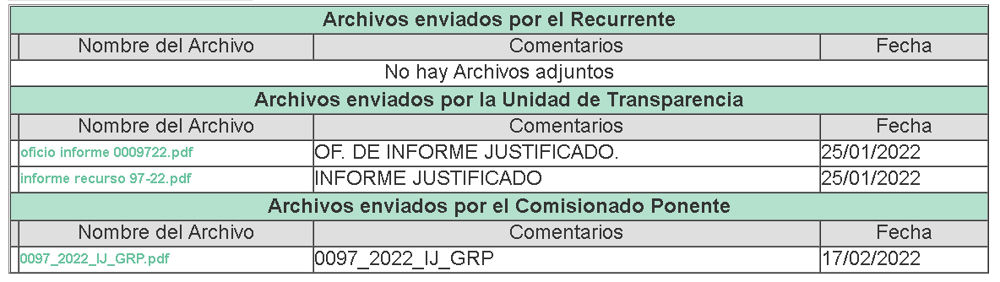 Archivos enviados por el Recurrente
Nombre del Archivo Comentarios Fecha
No hay Archivos adjuntos
Archivos enviados por la Unidad de Transparencia
Nombre del Archivo Comentarios Fecha
oficio informe 0009722.pdf OF. DE INFORME JUSTIFICADO. 25/01/2022
informe recurso 97-22.pdf INFORME JUSTIFICADO 25/01/2022
Archivos enviados por el Comisionado Ponente
Nombre del Archivo Comentarios Fecha
0097_2022_IJ_GRP.pdf 0097_2022_IJ_GRP 17/02/2022